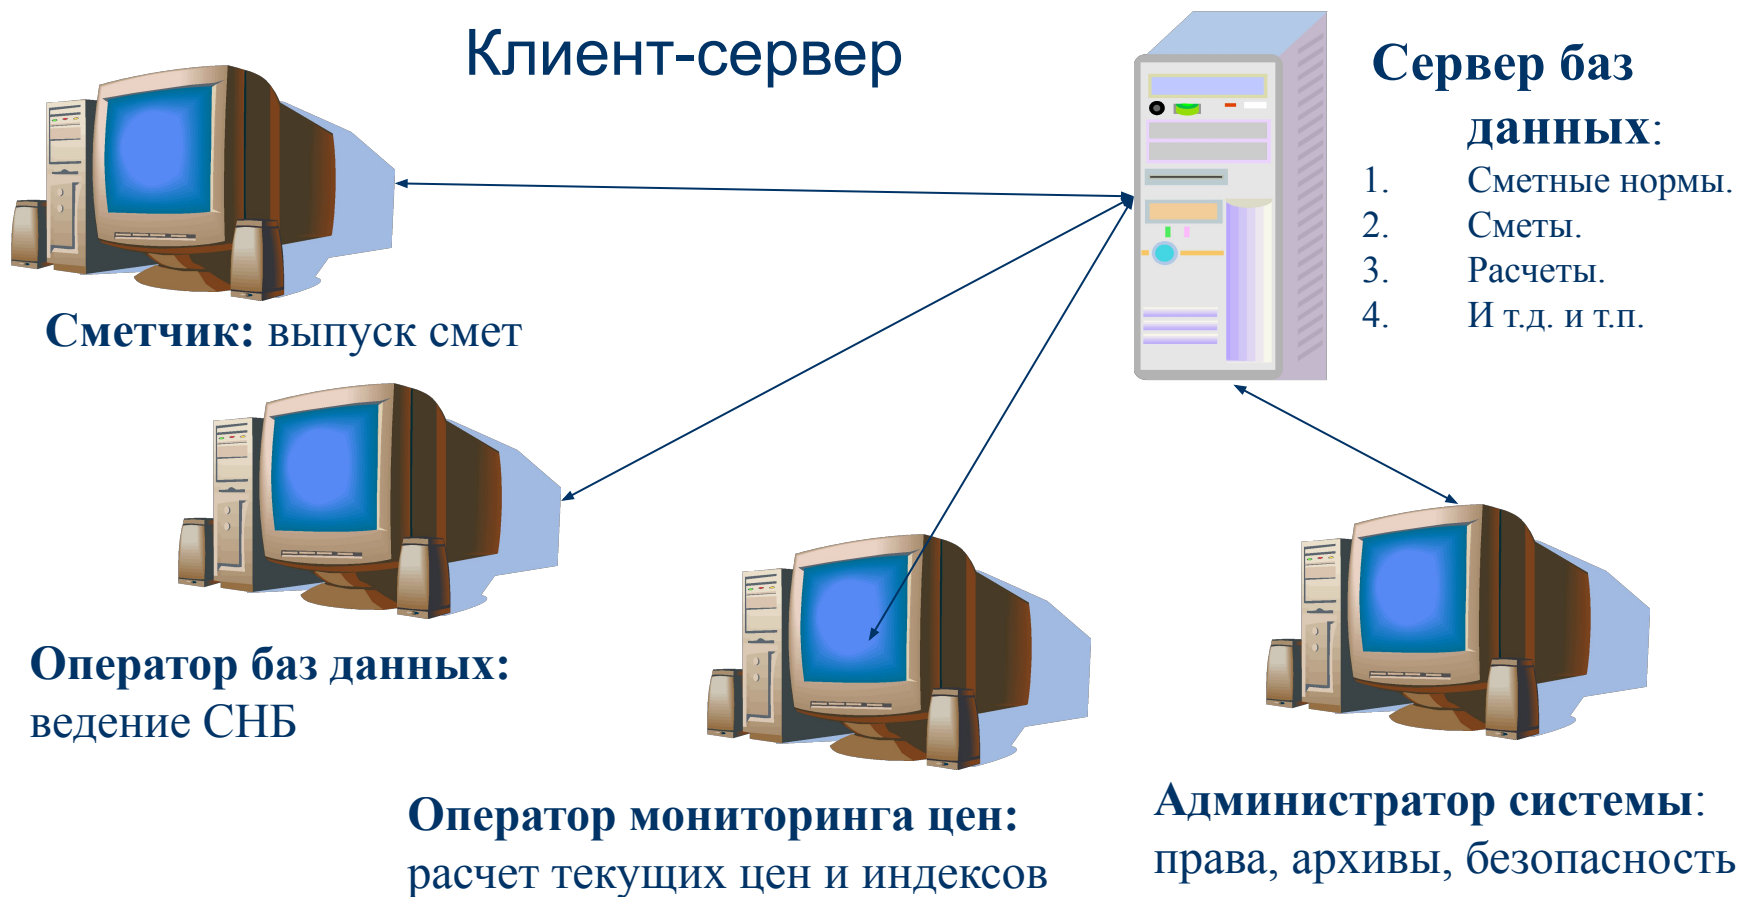 Клиент-сервер
Сервер баз
данных:
1. Сметные нормы.
2. Сметы.
3. Расчеты.
4. И т.д. и т.п.
Сметчик: выпуск смет
Оператор баз данных:
ведение СНБ
Оператор мониторинга цен:
расчет текущих цен и индексов
Администратор системы:
права, архивы, безопасность